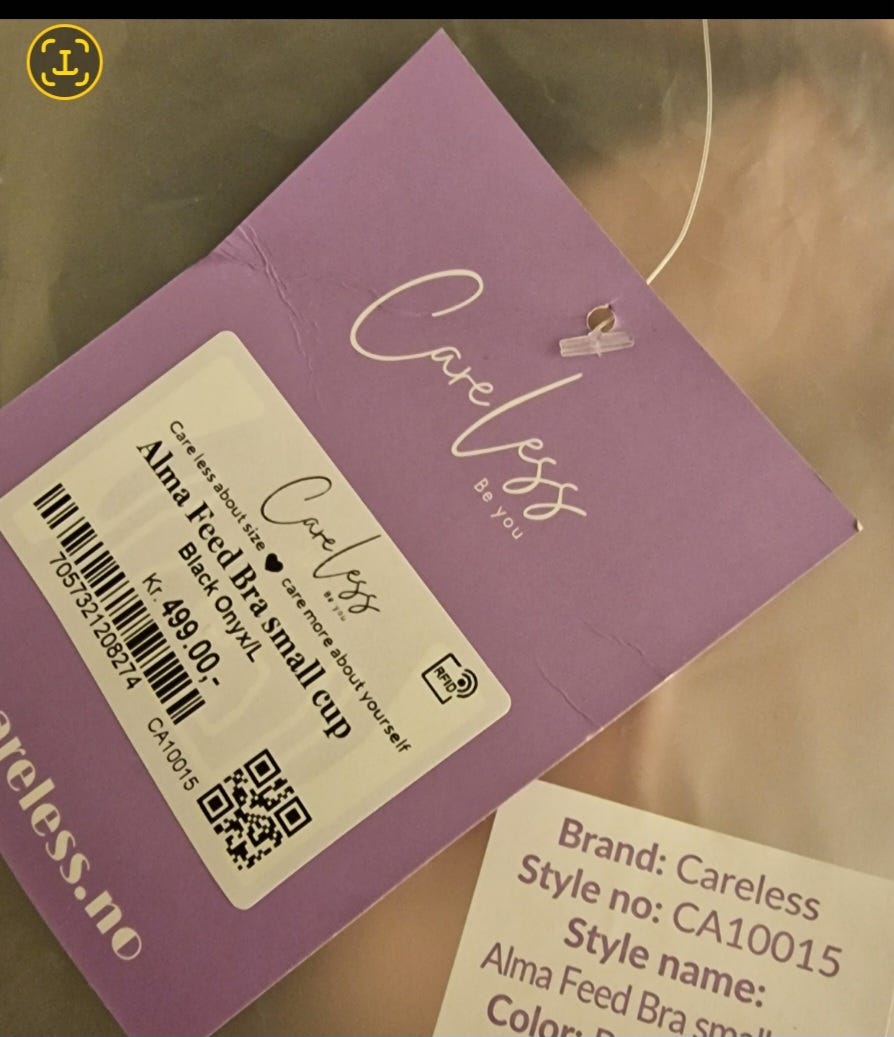 Careless
Be you
Careless
Be you
Care less about size ♥ care more about yourself
Alma Feed Bra small cup
Black Onyx/L
Kr. 499.00,-
7057321208274
CA10015
RFID
areless.no
Brand: Careless
Style no: CA10015
Style name:
Alma Feed Bra small
Color: